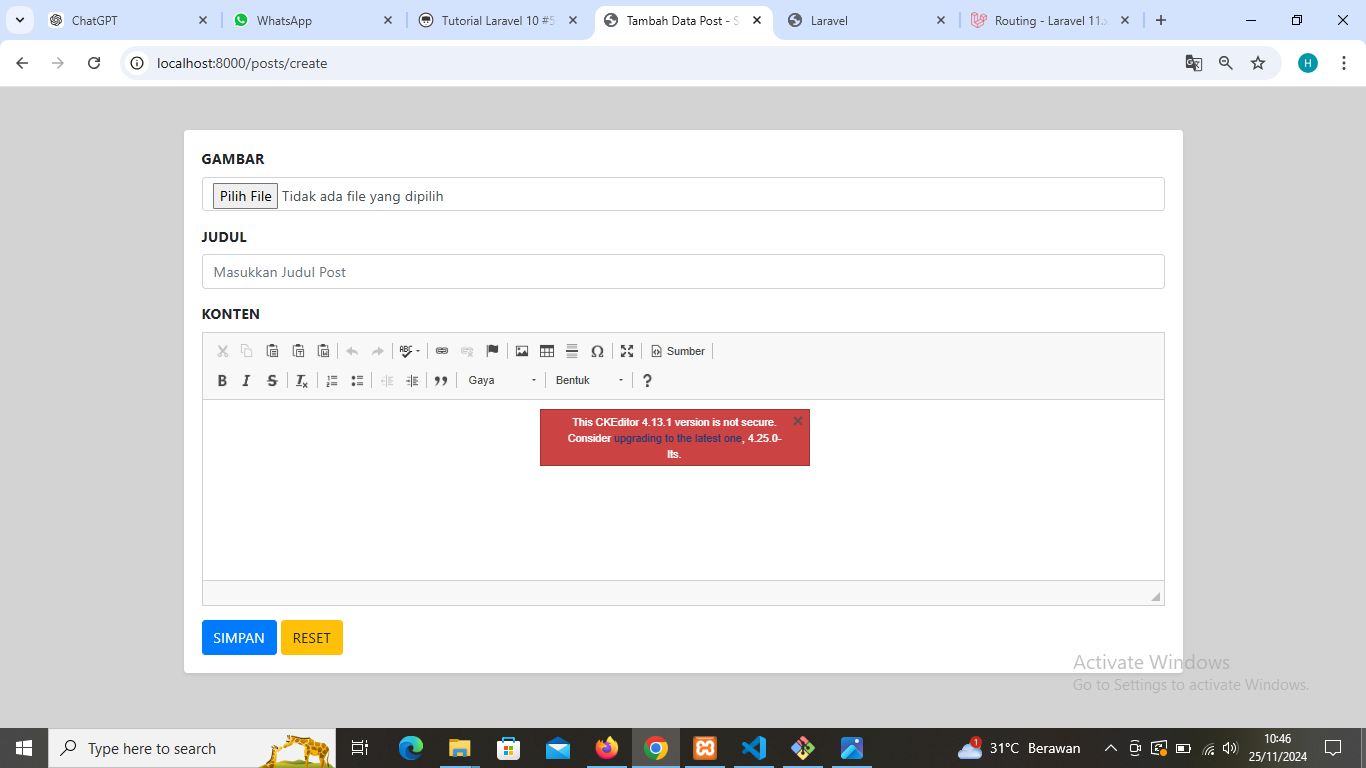 ChatGPT
WhatsApp
Tutorial Laravel 10 #5
Tambah Data Post - S
Laravel
Routing - Laravel 11.x
localhost:8000/posts/create
H
GAMBAR
Pilih File Tidak ada file yang dipilih
JUDUL
Masukkan Judul Post
KONTEN
ABC
Sumber
B I S Ix
Gaya
Bentuk
?
This CKEditor 4.13.1 version is not secure.
Consider upgrading to the latest one, 4.25.0-
lts.
SIMPAN RESET
Activate Windows
Go to Settings to activate Windows.
Type here to search
1
31°C Berawan
10:46
25/11/2024